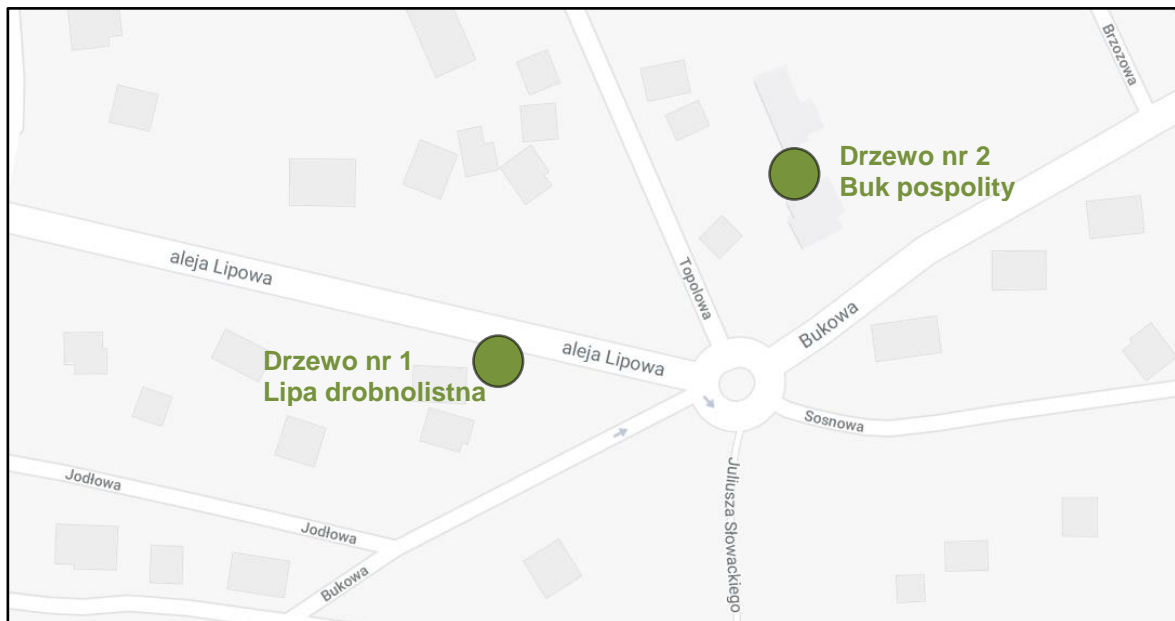 Brzozowa
Drzewo nr 2
Buk pospolity
aleja Lipowa
Topolowa
Bukowa
Drzewo nr 1
Lipa drobnolistna
aleja Lipowa
Sosnowa
Jodłowa
Juliusza Słowackiego
Jodłowa
Bukowa